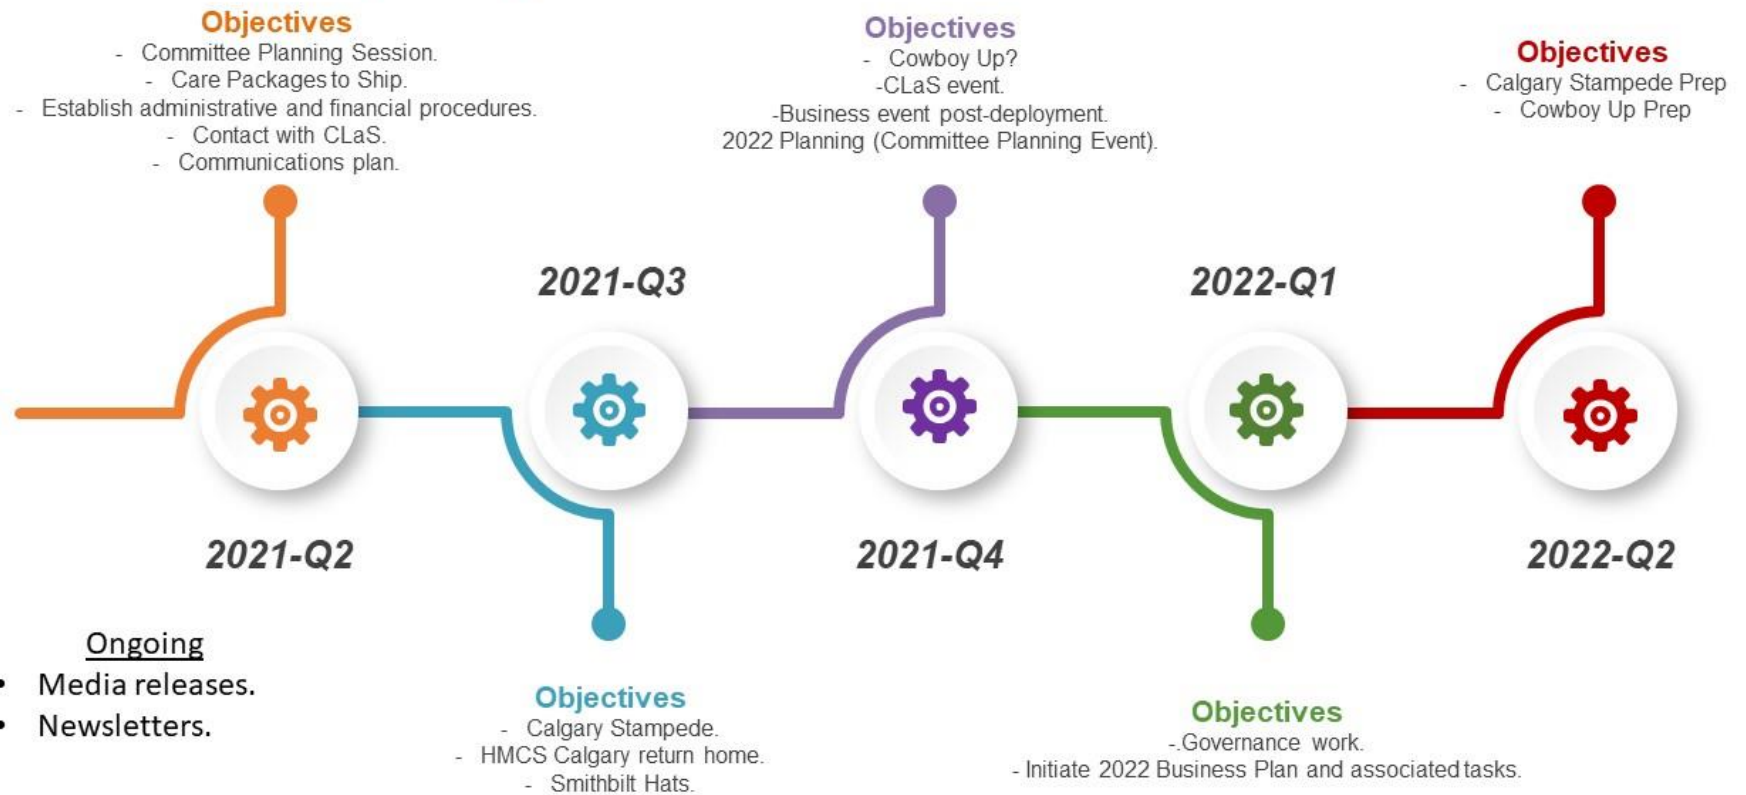 Objectives
- Committee Planning Session.
- Care Packages to Ship.
- Establish administrative and financial procedures.
- Contact with CLaS.
- Communications plan.
Objectives
- Cowboy Up?
-CLaS event.
-Business event post-deployment.
2022 Planning (Committee Planning Event).
Objectives
- Calgary Stampede Prep
- Cowboy Up Prep
2021-Q3
2022-Q1
2021-Q2
2021-Q4
2022-Q2
Ongoing
• Media releases.
• Newsletters.
Objectives
- Calgary Stampede.
- HMCS Calgary return home.
- Smithbilt Hats.
Objectives
-.Governance work.
- Initiate 2022 Business Plan and associated tasks.